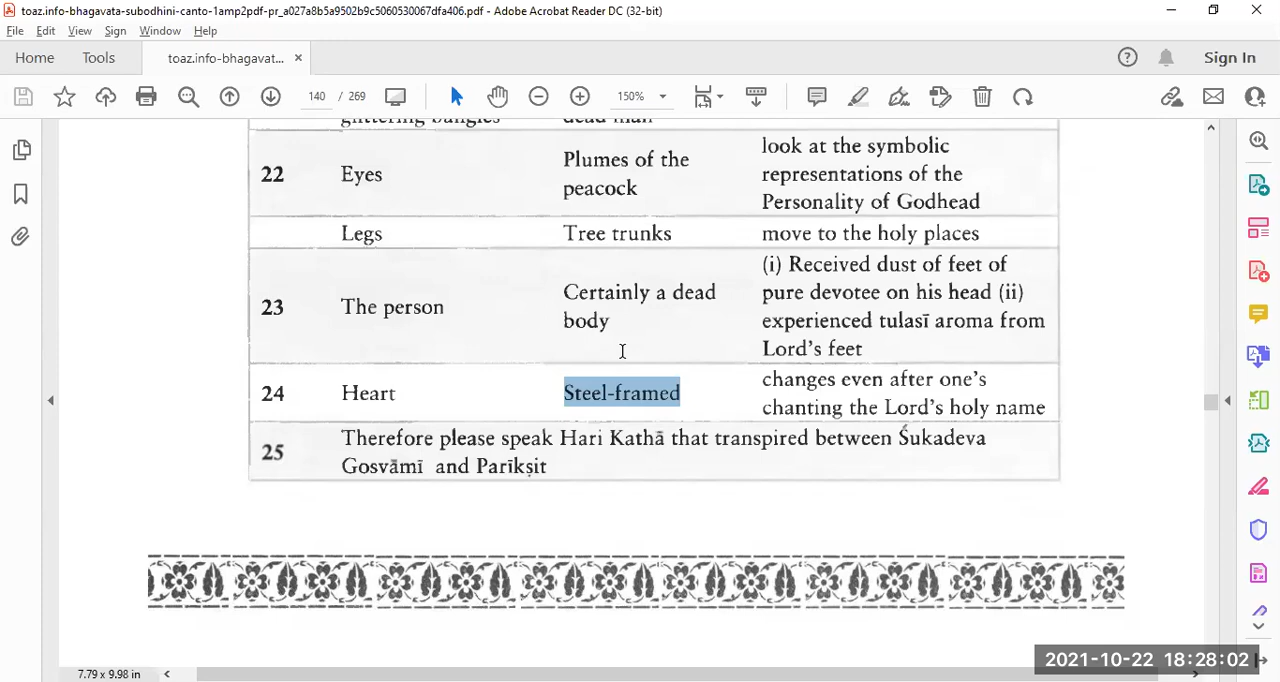 toaz.info-bhagavata-subodhini-canto-1amp2pdf-pr_a027a8b5a9502b9c5060530067dfa406.pdf - Adobe Acrobat Reader DC (32-bit)
File Edit View Sign Window Help
Home Tools toaz.info-bhagavat... × Sign In
140 / 269 150%
glittering bangles dead man
22 Eyes Plumes of the peacock look at the symbolic representations of the Personality of Godhead
Legs Tree trunks move to the holy places
23 The person Certainly a dead body (i) Received dust of feet of pure devotee on his head (ii) experienced tulasī aroma from Lord's feet
24 Heart Steel-framed changes even after one's chanting the Lord's holy name
25 Therefore please speak Hari Kathā that transpired between Śukadeva
Gosvāmī and Parīkṣit
7.79 x 9.98 in
2021-10-22 18:28:02